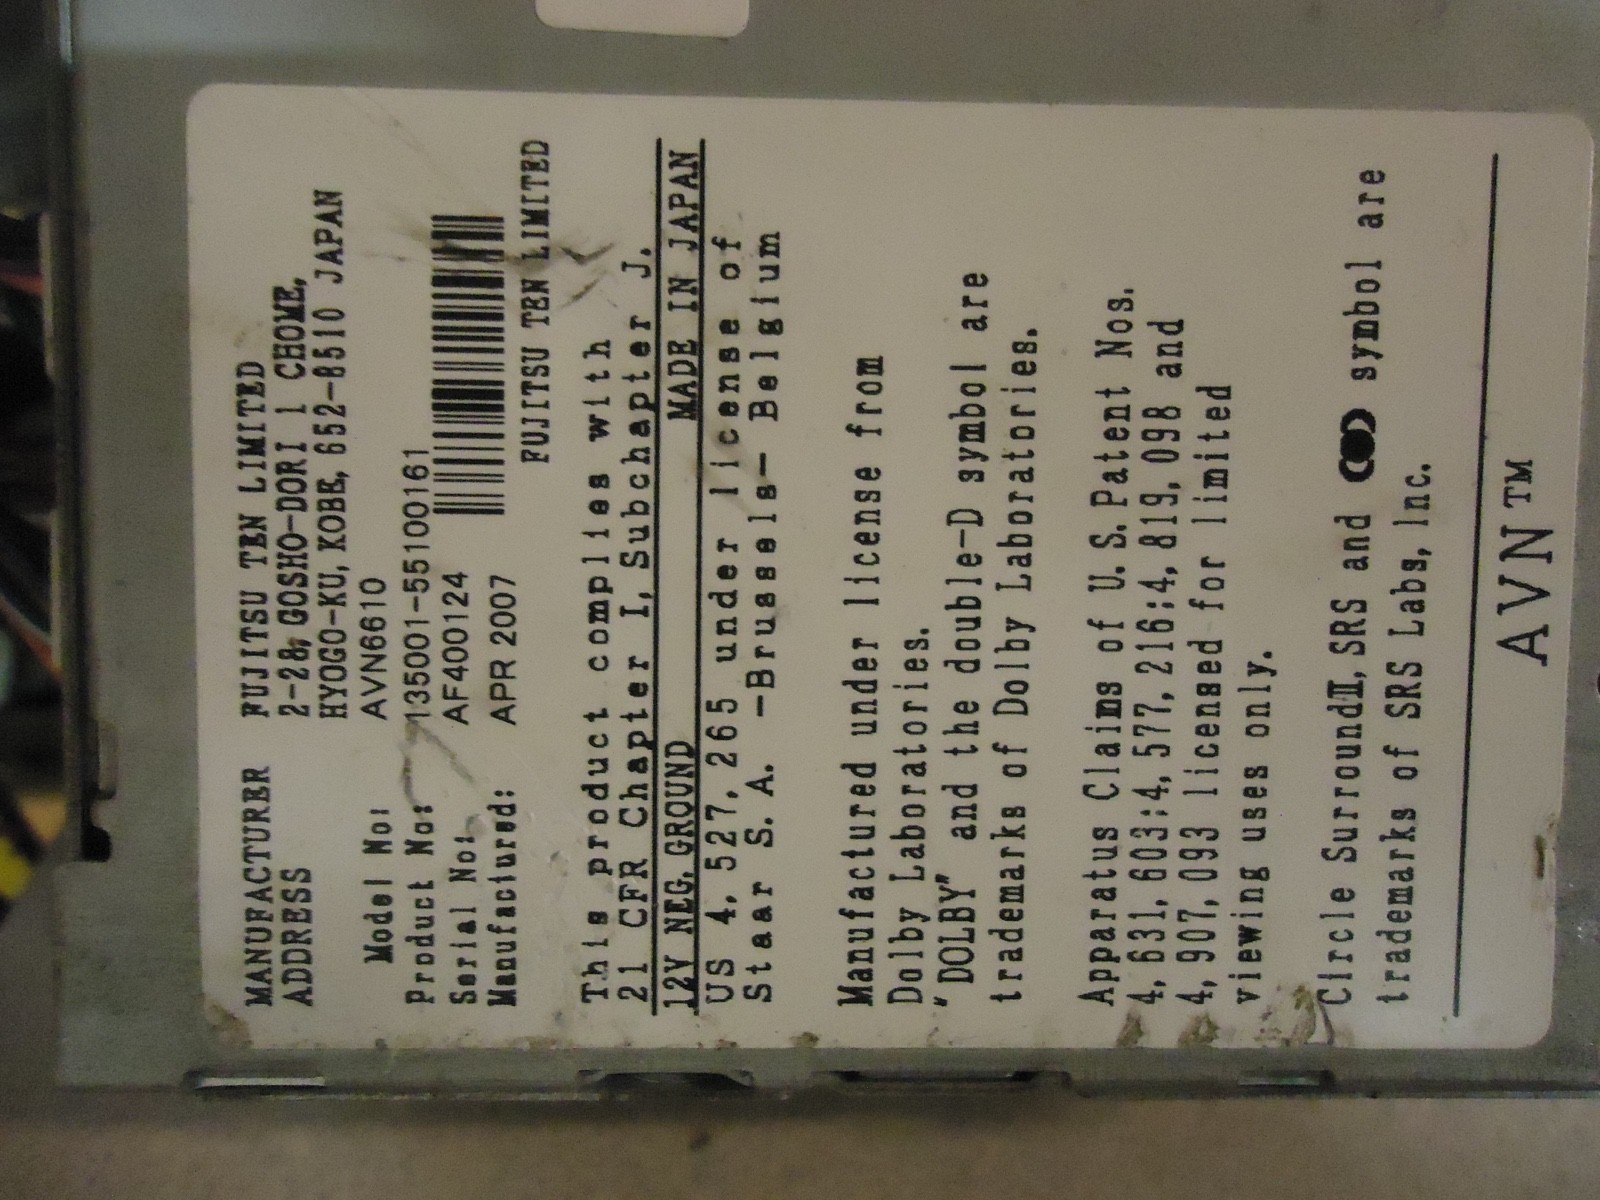 MANUFACTURER FUJITSU TEN LIMITED
ADDRESS 2-28, GOSHO-DORI 1 CHOME,
HYOGO-KU, KOBE, 652-8510 JAPAN
Model No: AVN6610
Product No: 135001-55100161
Serial No: AF400124
Manufactured: APR 2007
FUJITSU TEN LIMITED
This product complies with
21 CFR Chapter I, Subchapter J.
12V NEG. GROUND MADE IN JAPAN
US 4,527,265 under license of
Staar S.A. —Brussels— Belgium
Manufactured under license from
Dolby Laboratories.
"DOLBY" and the double-D symbol are
trademarks of Dolby Laboratories.
Apparatus Claims of U.S.Patent Nos.
4,631,603;4,577,216;4,819,098 and
4,907,093 licensed for limited
viewing uses only.
Circle SurroundⅡ, SRS and symbol are
trademarks of SRS Labs, Inc.
AVN™